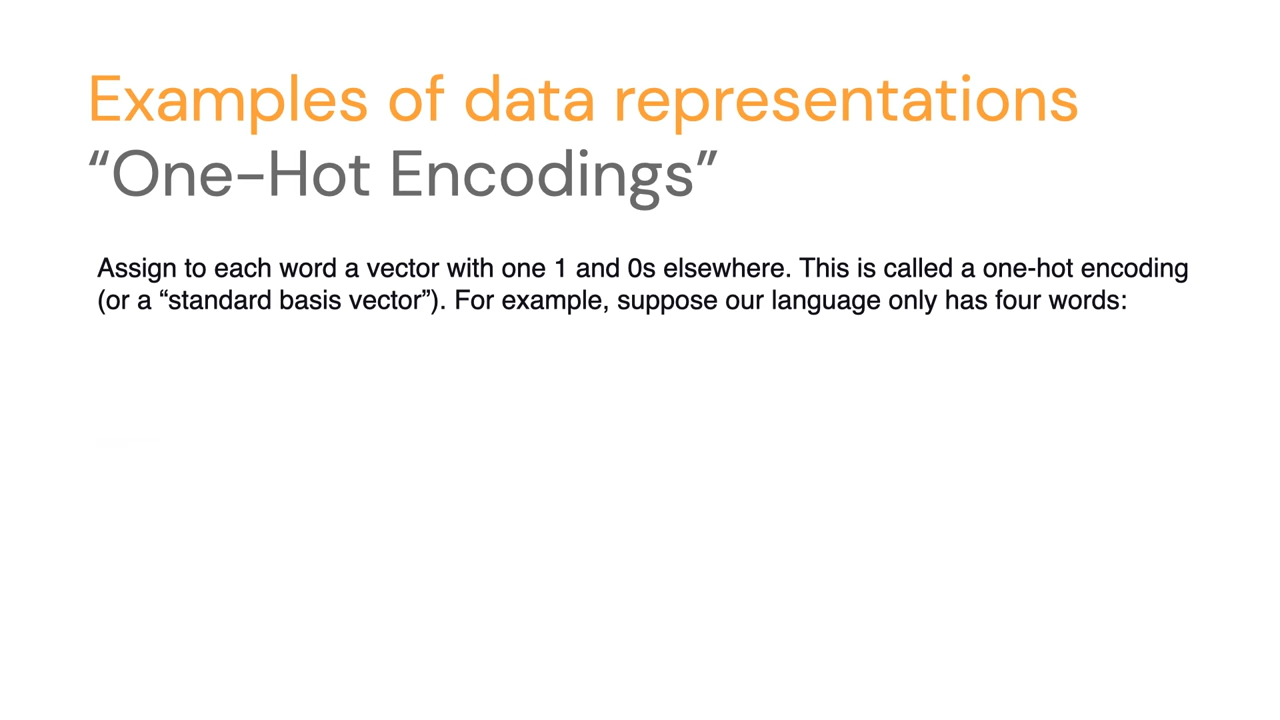 Examples of data representations
“One-Hot Encodings”
Assign to each word a vector with one 1 and 0s elsewhere. This is called a one-hot encoding
(or a “standard basis vector”). For example, suppose our language only has four words: